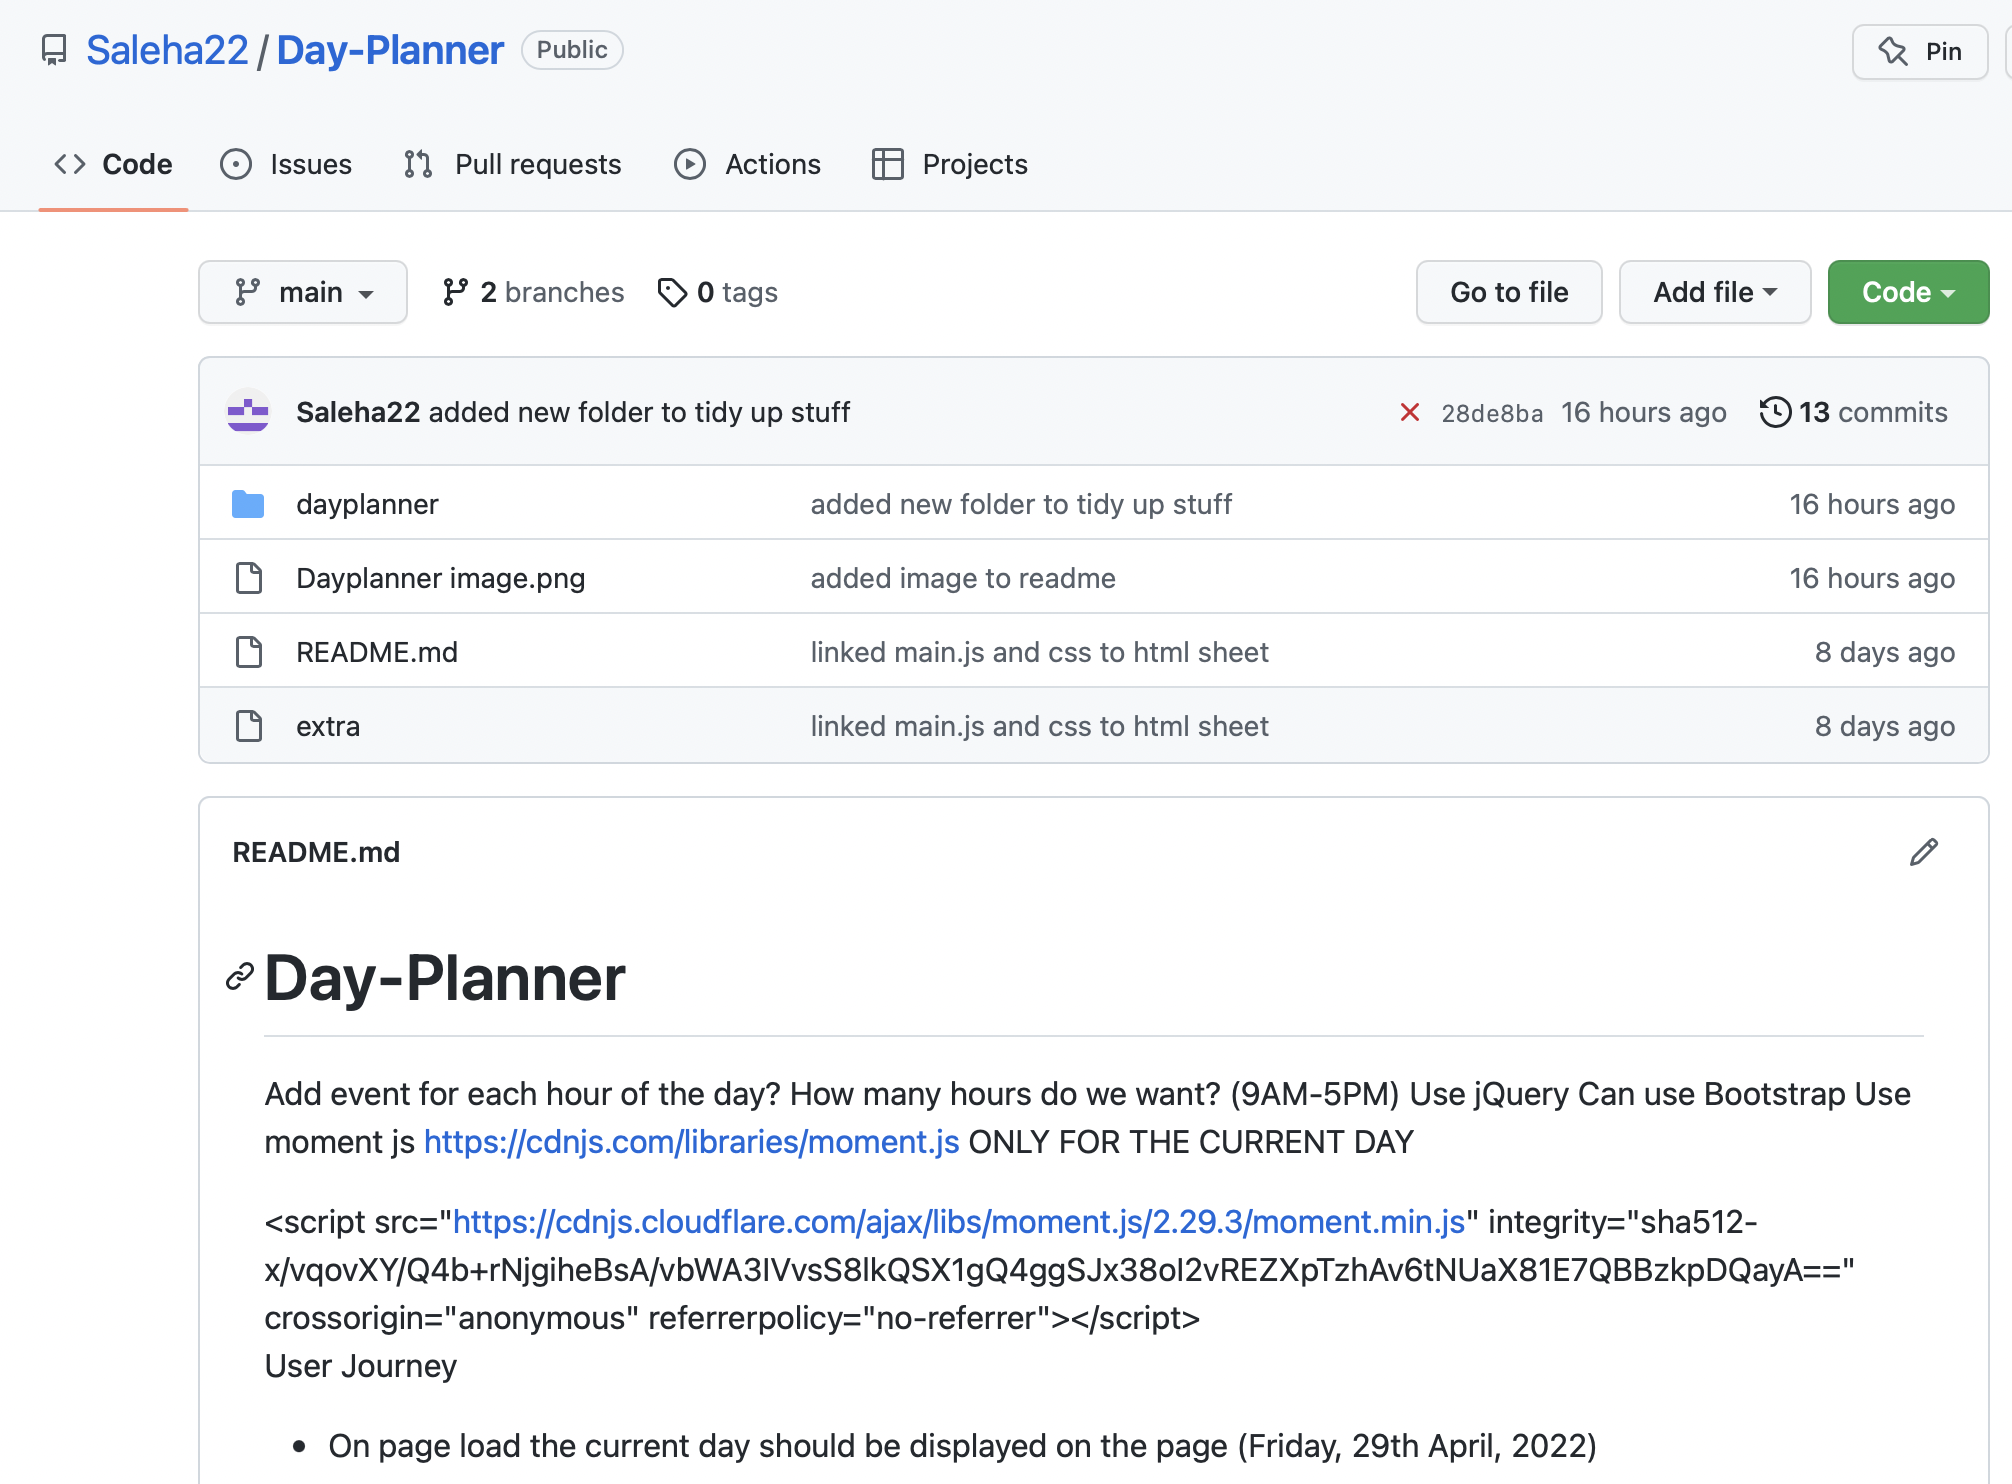 Saleha22 / Day-Planner Public
Pin
Code Issues Pull requests Actions Projects
main 2 branches 0 tags Go to file Add file Code
Saleha22 added new folder to tidy up stuff 28de8ba 16 hours ago 13 commits
dayplanner added new folder to tidy up stuff 16 hours ago
Dayplanner image.png added image to readme 16 hours ago
README.md linked main.js and css to html sheet 8 days ago
extra linked main.js and css to html sheet 8 days ago
README.md
Day-Planner
Add event for each hour of the day? How many hours do we want? (9AM-5PM) Use jQuery Can use Bootstrap Use
moment js https://cdnjs.com/libraries/moment.js ONLY FOR THE CURRENT DAY
<script src="https://cdnjs.cloudflare.com/ajax/libs/moment.js/2.29.3/moment.min.js" integrity="sha512-
x/vqovXY/Q4b+rNjgiheBsA/vbWA3IVvsS8lkQSX1gQ4ggSJx38oI2vREZXpTzhAv6tNUaX81E7QBBzkpDQayA=="
crossorigin="anonymous" referrerpolicy="no-referrer"></script>
User Journey
• On page load the current day should be displayed on the page (Friday, 29th April, 2022)